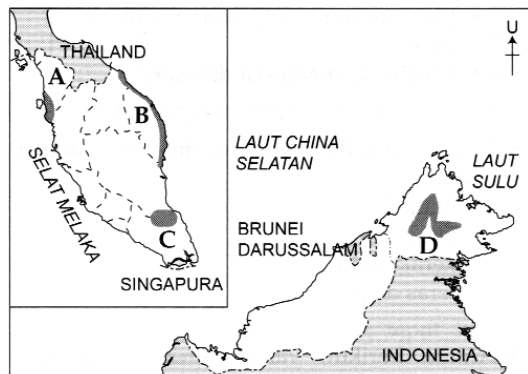 THAILAND
A
B
SELAT MELAKA
C
SINGAPURA
U
LAUT CHINA
SELATAN
LAUT
SULU
BRUNEI
DARUSSALAM
D
INDONESIA